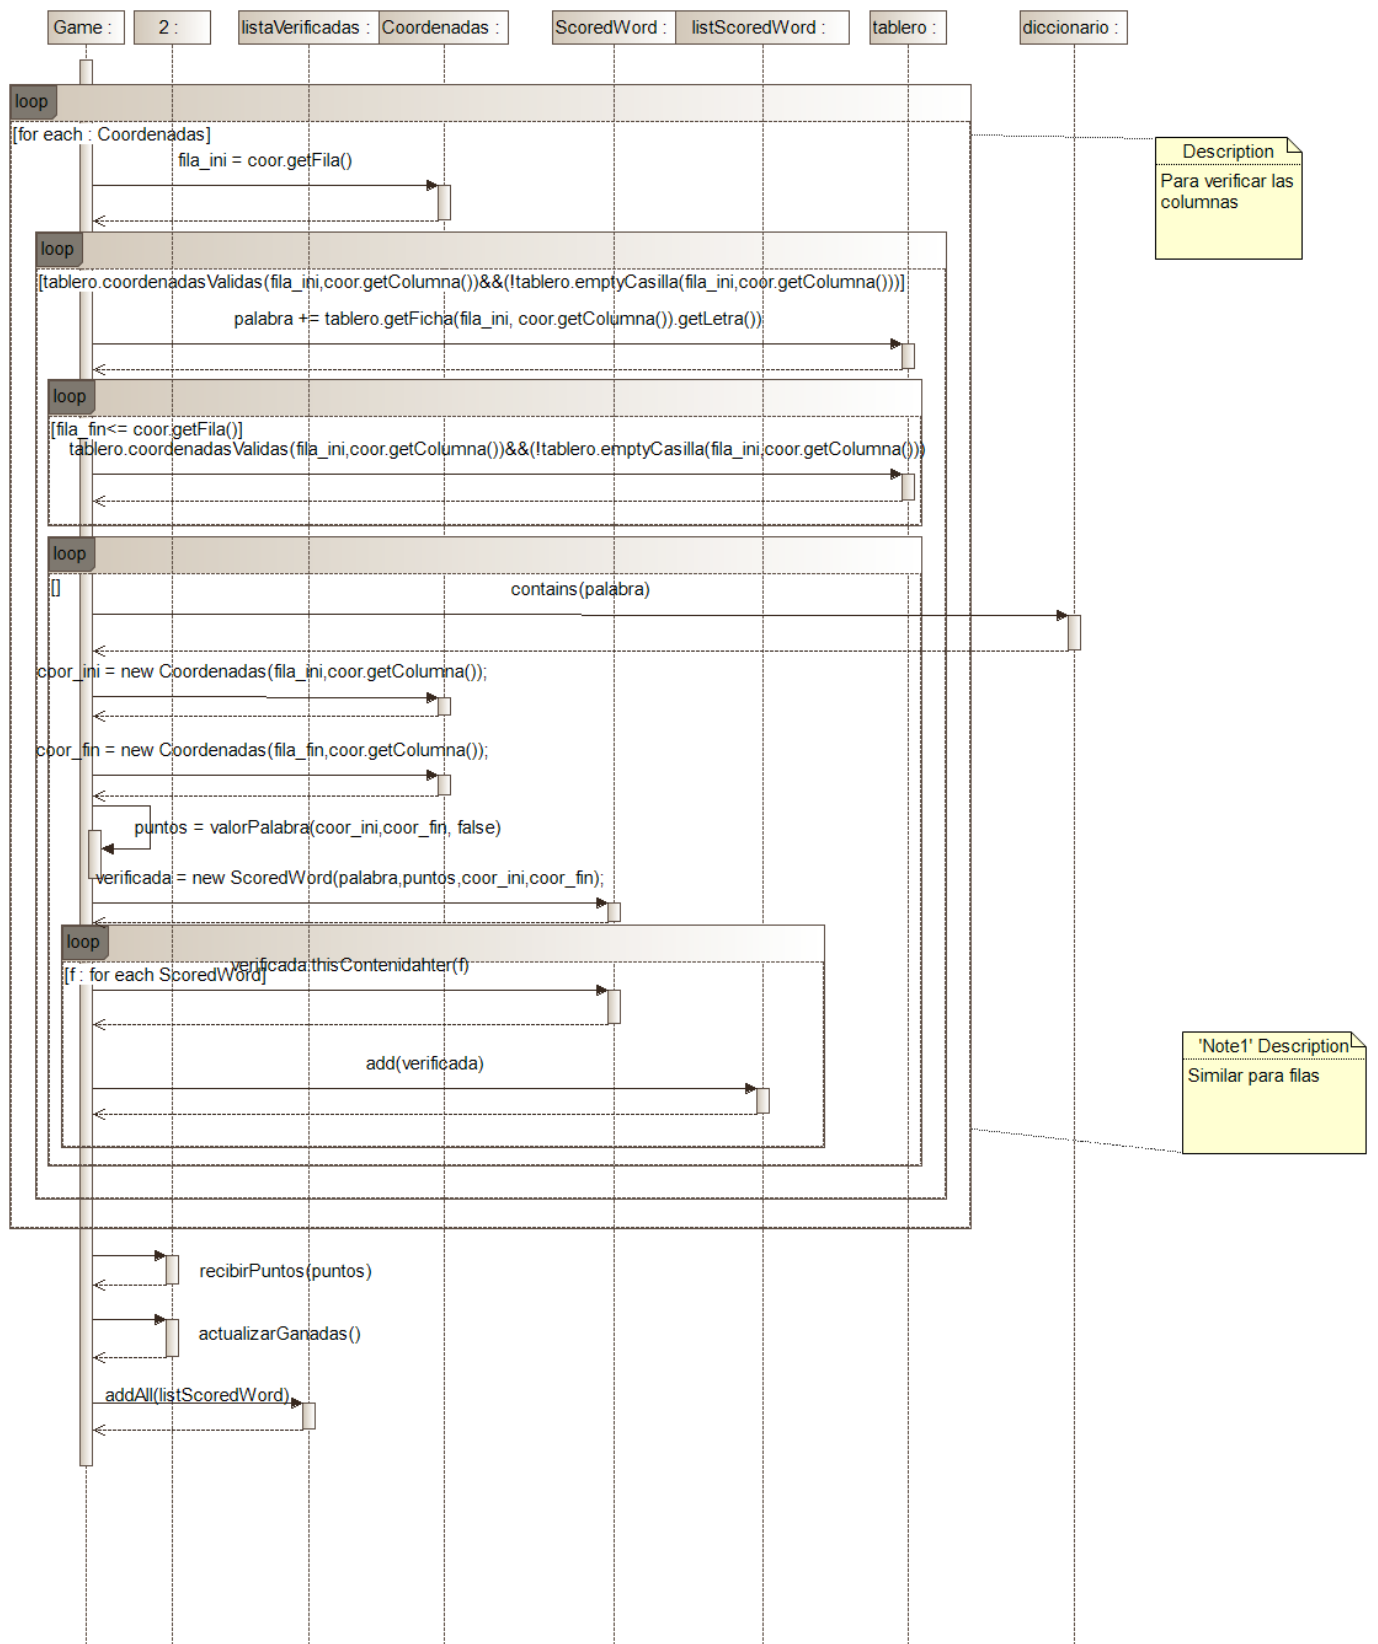 Game :
2 :
listaVerificadas :
Coordenadas :
ScoredWord :
listScoredWord :
tablero :
diccionario :
loop
[for each : Coordenadas]
fila_ini = coor.getFila()
Description
Para verificar las
columnas
loop
[tablero.coordenadasValidas(fila_ini,coor.getColumna())&&(!tablero.emptyCasilla(fila_ini,coor.getColumna()))]
palabra += tablero.getFicha(fila_ini, coor.getColumna()).getLetra())
loop
[fila_fin<= coor.getFila()]
tablero.coordenadasValidas(fila_ini,coor.getColumna())&&(!tablero.emptyCasilla(fila_ini,coor.getColumna()))
loop
[]
contains(palabra)
coor_ini = new Coordenadas(fila_ini,coor.getColumna());
coor_fin = new Coordenadas(fila_fin,coor.getColumna());
puntos = valorPalabra(coor_ini,coor_fin, false)
verificada = new ScoredWord(palabra,puntos,coor_ini,coor_fin);
loop
verificada.thisContenidahter(f)
[f : for each ScoredWord]
add(verificada)
'Note1' Description
Similar para filas
recibirPuntos(puntos)
actualizarGanadas()
addAll(listScoredWord)